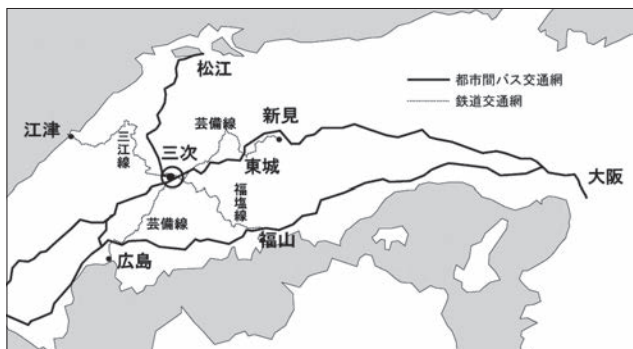 松江
都市間バス交通網
鉄道交通網
新見
芸備線
江津
三江線
三次
東城
大阪
福塩線
芸備線
福山
広島